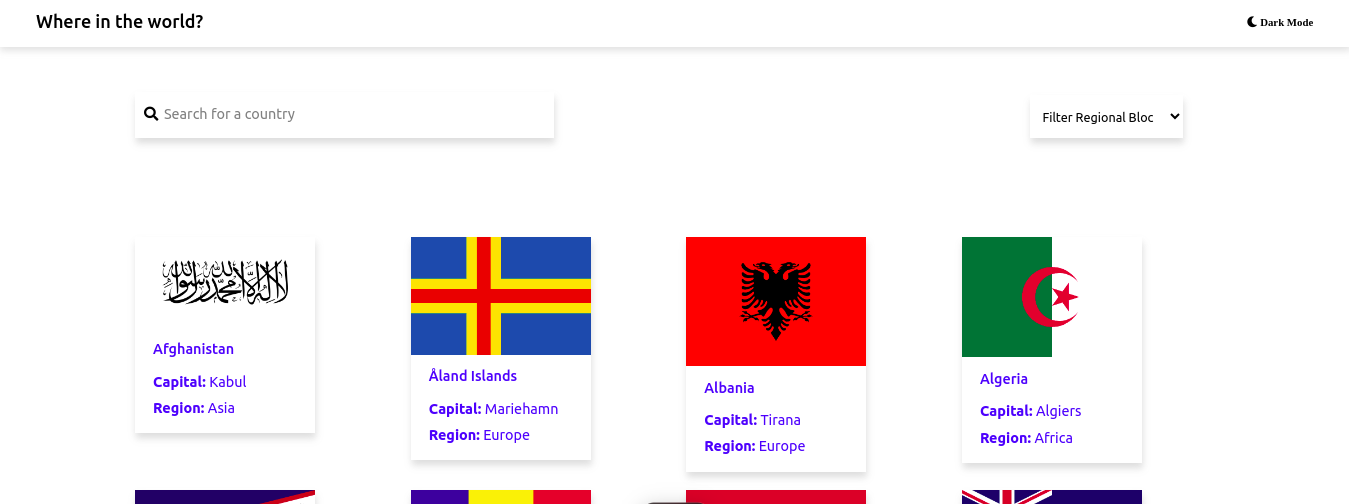 Where in the world?
Dark Mode
Search for a country
Filter Regional Bloc
لا إله إلا الله محمد رسول الله
Afghanistan
Capital: Kabul
Region: Asia
Åland Islands
Capital: Mariehamn
Region: Europe
Albania
Capital: Tirana
Region: Europe
Algeria
Capital: Algiers
Region: Africa